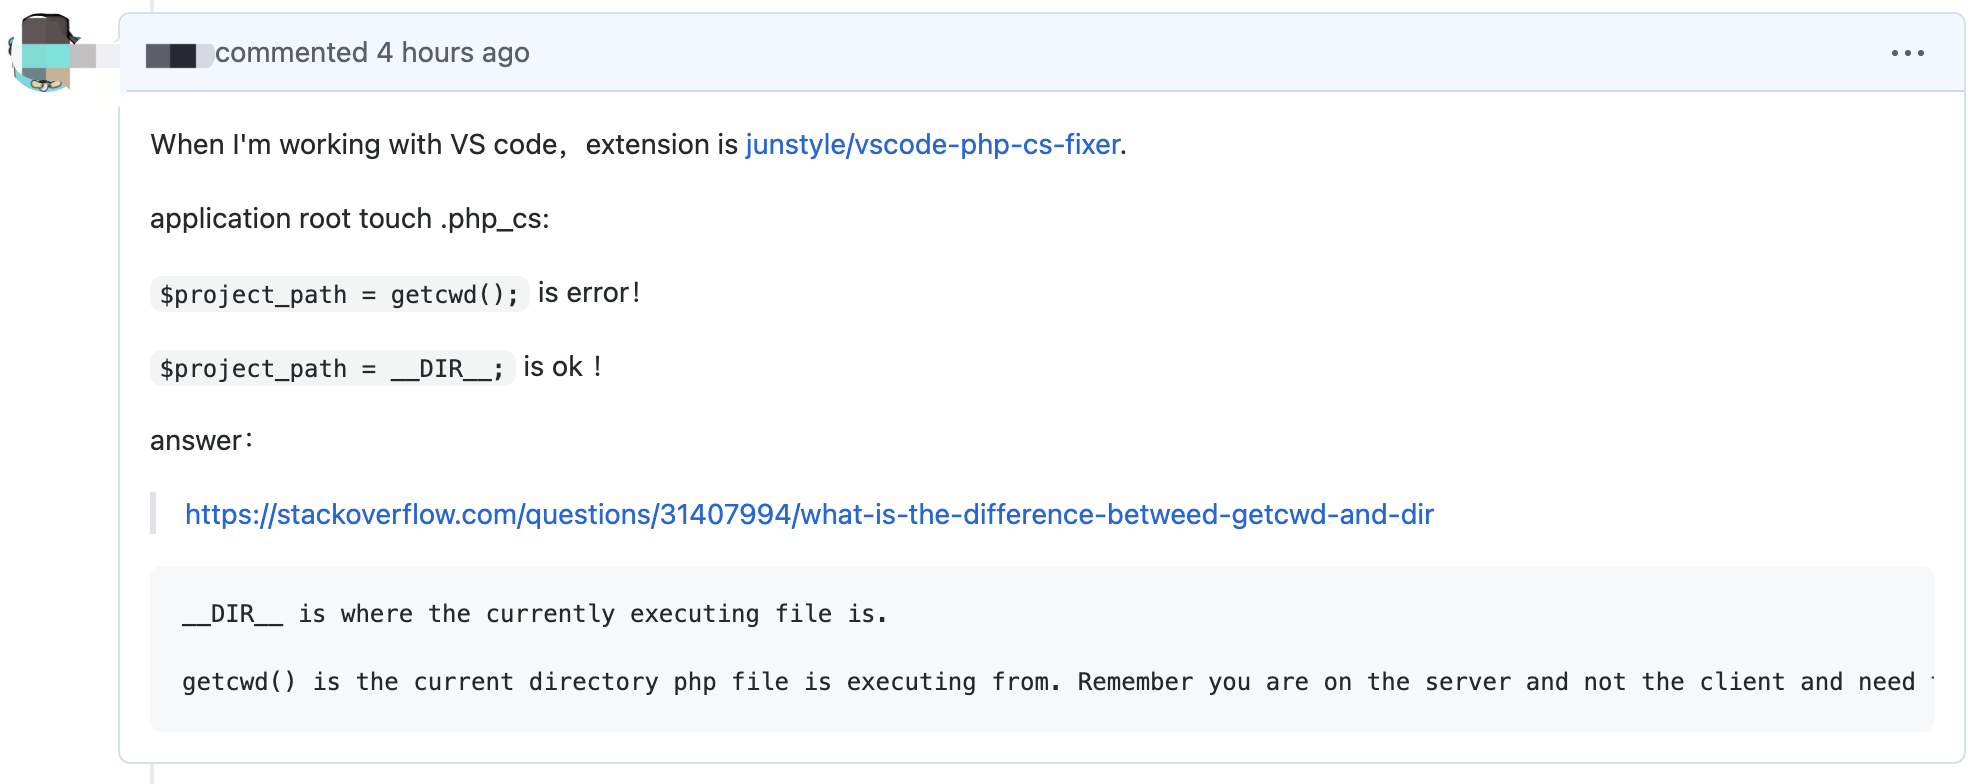 commented 4 hours ago
When I'm working with VS code，extension is junstyle/vscode-php-cs-fixer.
application root touch .php_cs:
$project_path = getcwd(); is error！
$project_path = __DIR__; is ok！
answer：
https://stackoverflow.com/questions/31407994/what-is-the-difference-betweed-getcwd-and-dir
__DIR__ is where the currently executing file is.
getcwd() is the current directory php file is executing from. Remember you are on the server and not the client and need